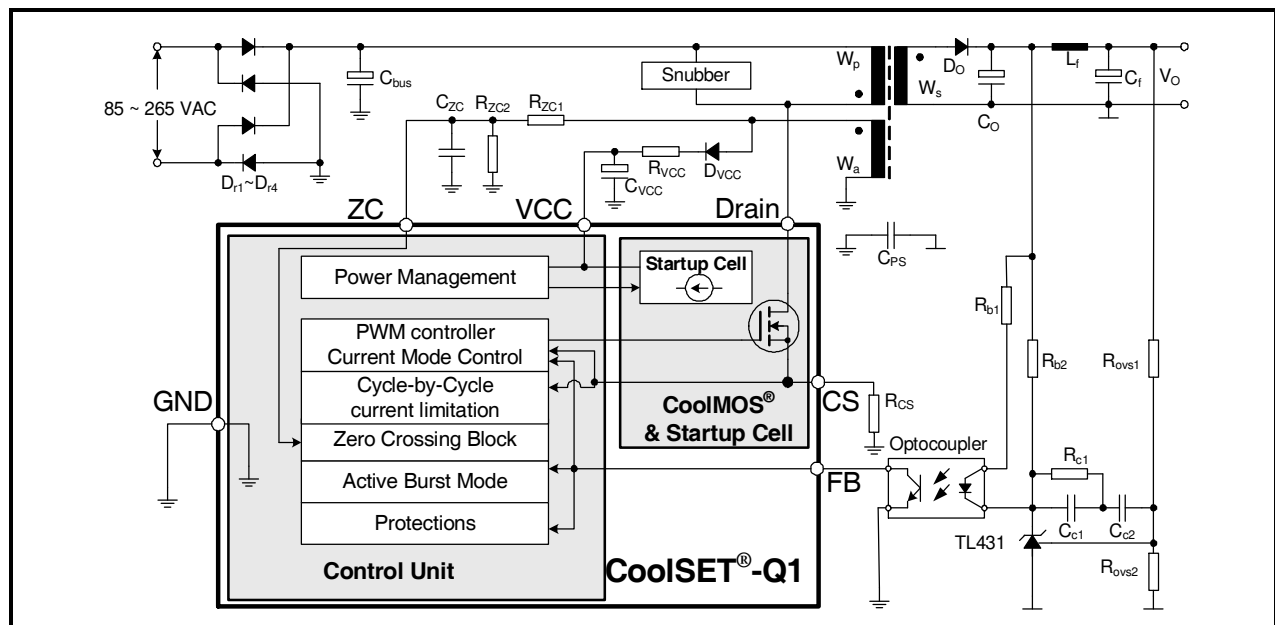 85 ~ 265 VAC
Dr1~Dr4
Cbus
Snubber
Wp
Ws
Wa
DO
CO
Lf
Cf
VO
CZC
RZC2
RZC1
RVCC
DVCC
CVCC
ZC
VCC
Drain
CPS
Power Management
Startup Cell
PWM controller
Current Mode Control
Cycle-by-Cycle
current limitation
Zero Crossing Block
Active Burst Mode
Protections
Control Unit
CoolMOS®
& Startup Cell
CoolSET®-Q1
GND
CS
RCS
FB
Optocoupler
Rb1
Rb2
Rovs1
Rc1
Cc1
Cc2
TL431
Rovs2